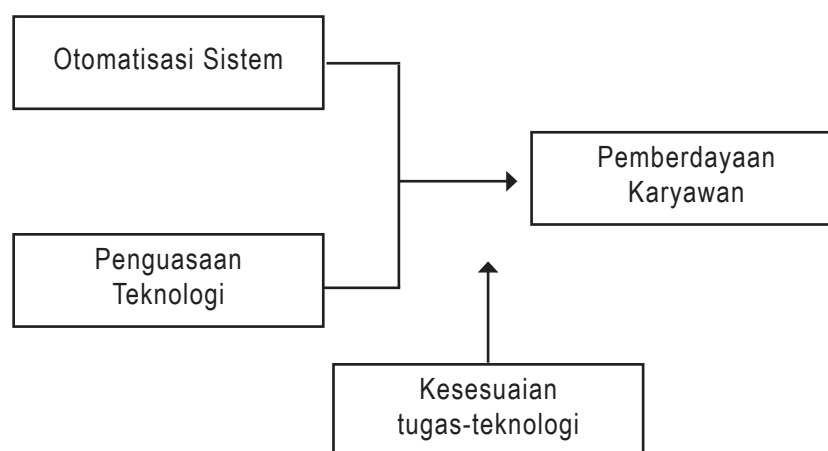 Otomatisasi Sistem
Pemberdayaan
Karyawan
Penguasaan
Teknologi
Kesesuaian
tugas-teknologi